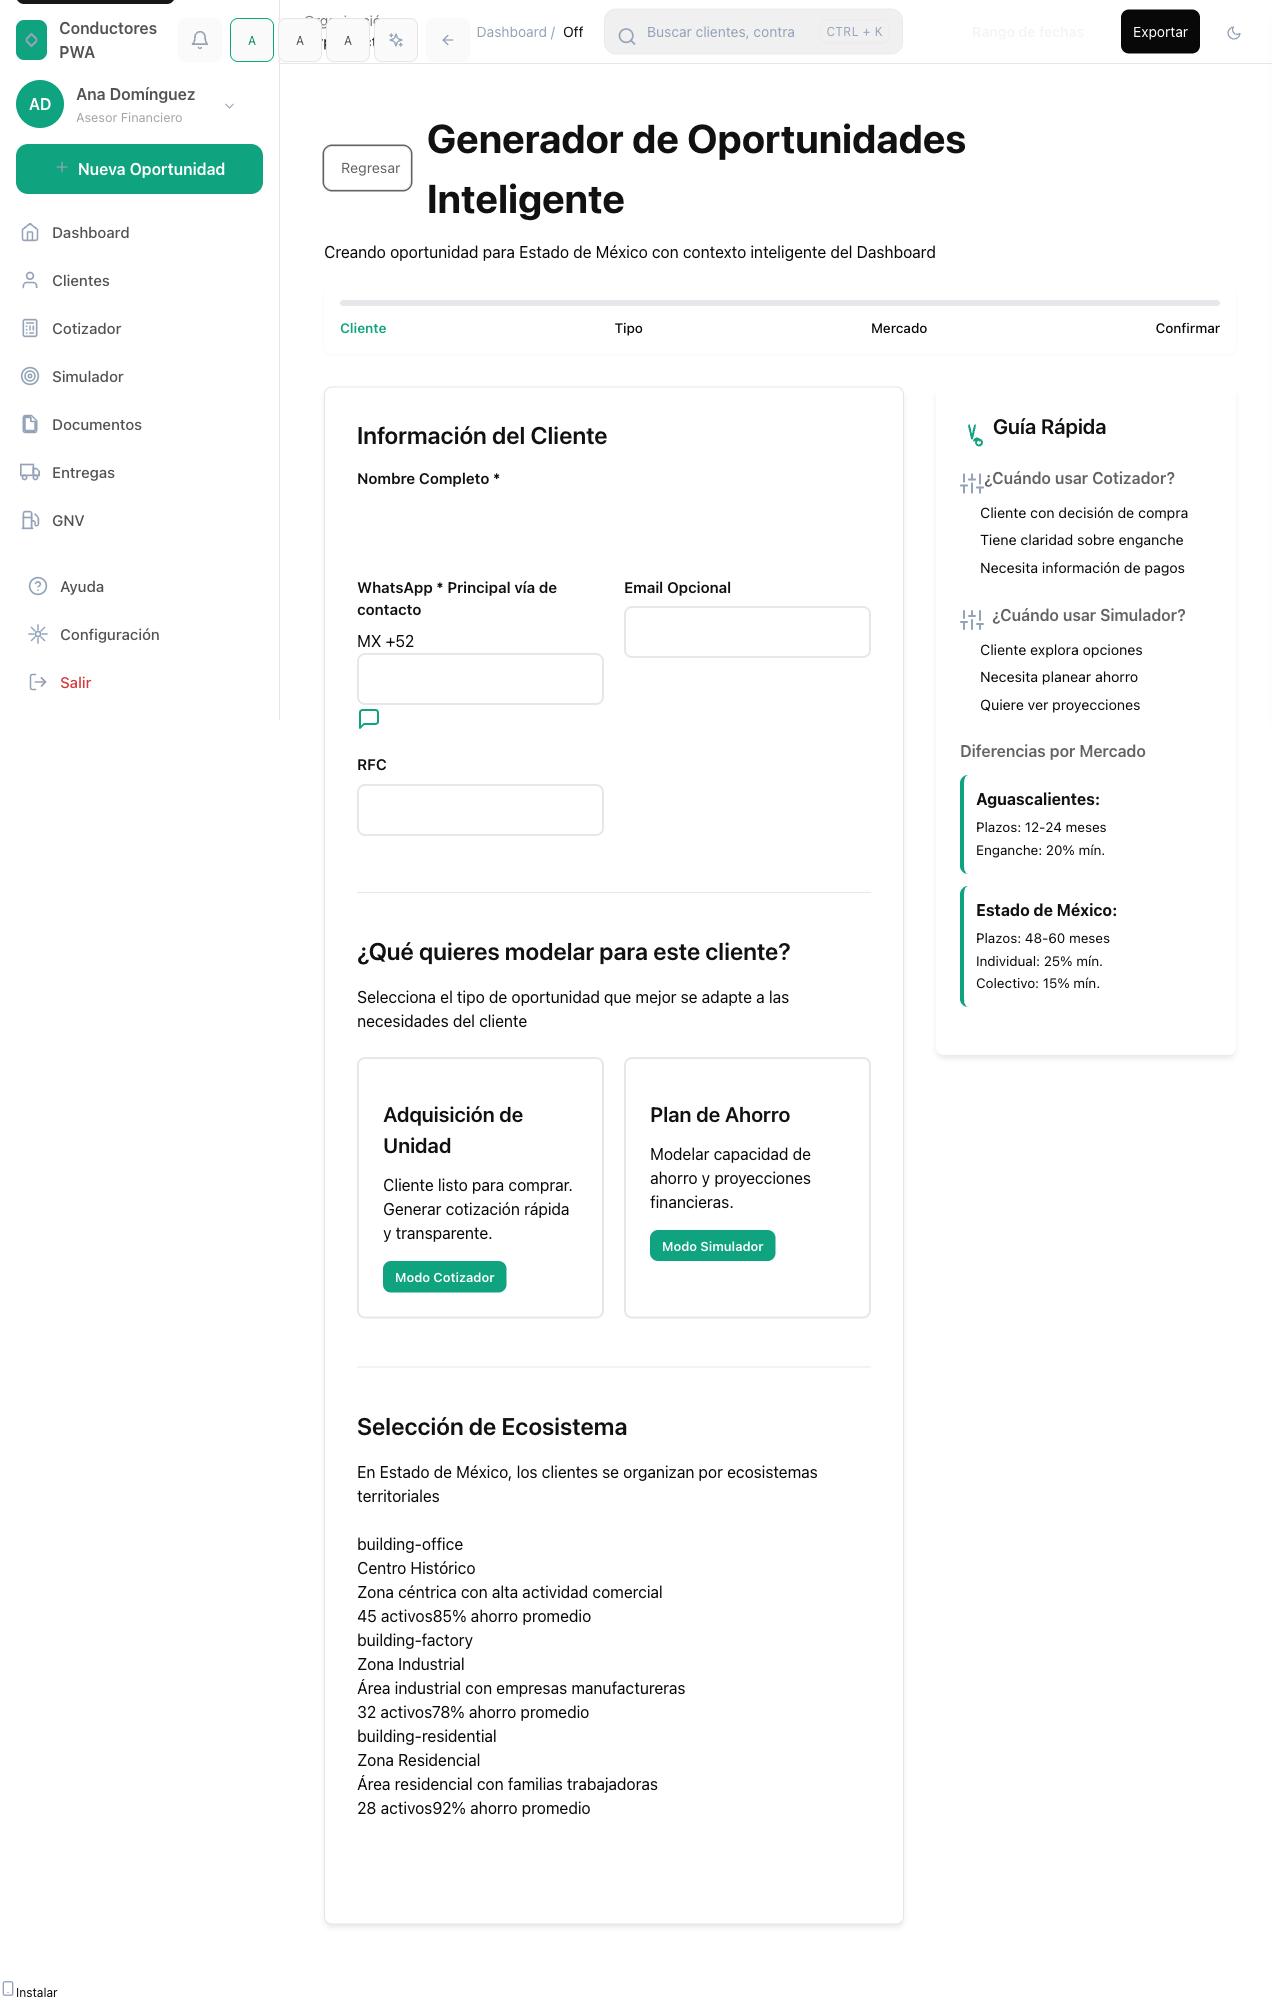 Conductores
PWA
A
A
A
Dashboard / Off
Buscar clientes, contra
CTRL + K
Rango de fechas
Exportar
AD
Ana Domínguez
Asesor Financiero
Nueva Oportunidad
Dashboard
Clientes
Cotizador
Simulador
Documentos
Entregas
GNV
Ayuda
Configuración
Salir
Regresar
Generador de Oportunidades
Inteligente
Creando oportunidad para Estado de México con contexto inteligente del Dashboard
Cliente
Tipo
Mercado
Confirmar
Información del Cliente
Nombre Completo *
WhatsApp * Principal vía de
contacto
MX +52
Email Opcional
RFC
¿Qué quieres modelar para este cliente?
Selecciona el tipo de oportunidad que mejor se adapte a las
necesidades del cliente
Adquisición de
Unidad
Cliente listo para comprar.
Generar cotización rápida
y transparente.
Modo Cotizador
Plan de Ahorro
Modelar capacidad de
ahorro y proyecciones
financieras.
Modo Simulador
Selección de Ecosistema
En Estado de México, los clientes se organizan por ecosistemas
territoriales
building-office
Centro Histórico
Zona céntrica con alta actividad comercial
45 activos85% ahorro promedio
building-factory
Zona Industrial
Área industrial con empresas manufactureras
32 activos78% ahorro promedio
building-residential
Zona Residencial
Área residencial con familias trabajadoras
28 activos92% ahorro promedio
Guía Rápida
¿Cuándo usar Cotizador?
Cliente con decisión de compra
Tiene claridad sobre enganche
Necesita información de pagos
¿Cuándo usar Simulador?
Cliente explora opciones
Necesita planear ahorro
Quiere ver proyecciones
Diferencias por Mercado
Aguascalientes:
Plazos: 12-24 meses
Enganche: 20% mín.
Estado de México:
Plazos: 48-60 meses
Individual: 25% mín.
Colectivo: 15% mín.
Instalar